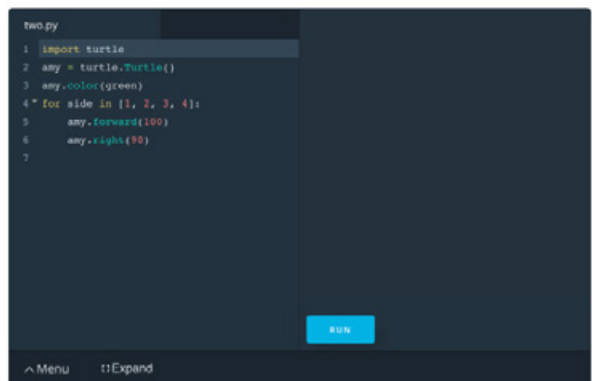 two.py
1 import turtle
2 amy = turtle.Turtle()
3 amy.color(green)
4 for side in [1, 2, 3, 4]:
5     amy.forward(100)
6     amy.right(90)
7
RUN
Menu
Expand